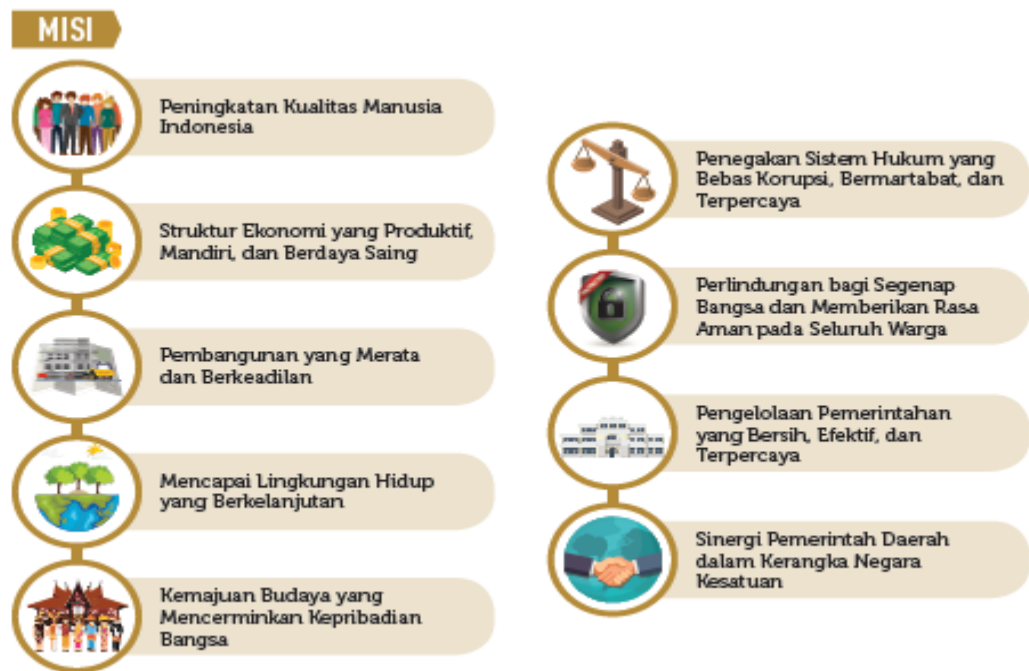 MISI
Peningkatan Kualitas Manusia
Indonesia
Struktur Ekonomi yang Produktif,
Mandiri, dan Berdaya Saing
Pembangunan yang Merata
dan Berkeadilan
Mencapai Lingkungan Hidup
yang Berkelanjutan
Kemajuan Budaya yang
Mencerminkan Kepribadian
Bangsa
Penegakan Sistem Hukum yang
Bebas Korupsi, Bermartabat, dan
Terpercaya
Perlindungan bagi Segenap
Bangsa dan Memberikan Rasa
Aman pada Seluruh Warga
Pengelolaan Pemerintahan
yang Bersih, Efektif, dan
Terpercaya
Sinergi Pemerintah Daerah
dalam Kerangka Negara
Kesatuan